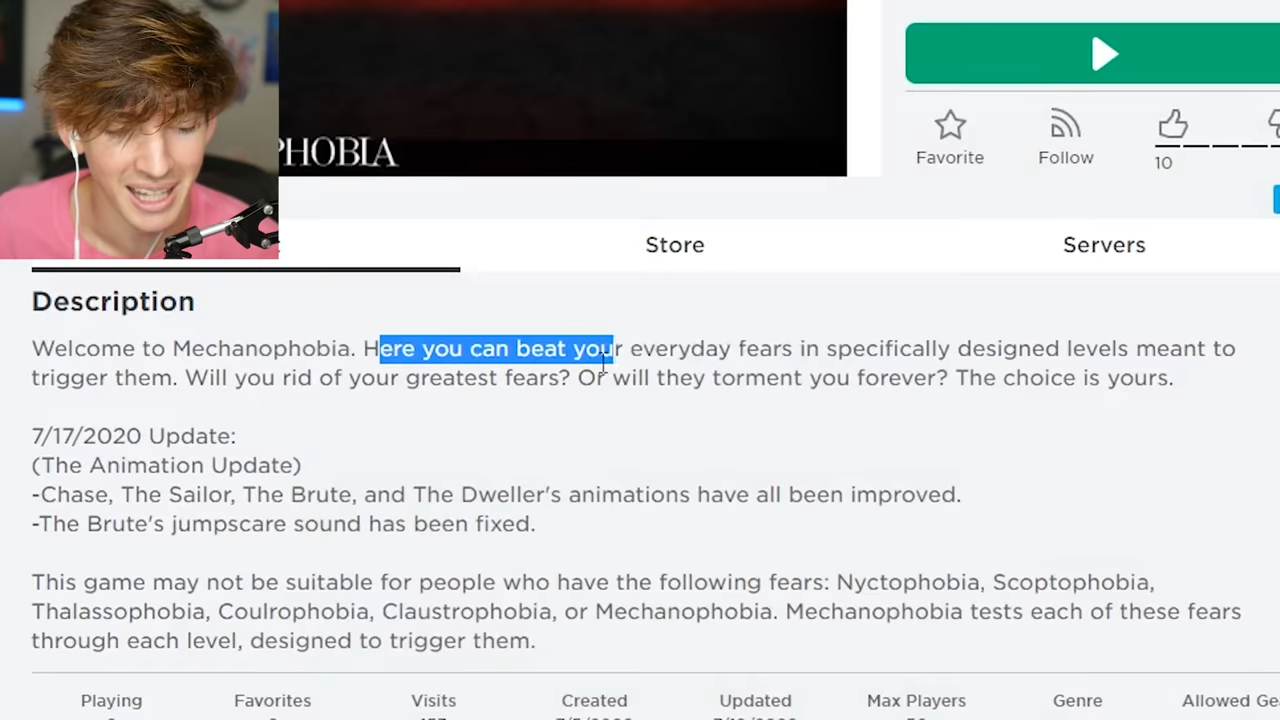 PHOBIA
Favorite
Follow
10
Store
Servers
Description
Welcome to Mechanophobia. Here you can beat your everyday fears in specifically designed levels meant to
trigger them. Will you rid of your greatest fears? Or will they torment you forever? The choice is yours.
7/17/2020 Update:
(The Animation Update)
-Chase, The Sailor, The Brute, and The Dweller's animations have all been improved.
-The Brute's jumpscare sound has been fixed.
This game may not be suitable for people who have the following fears: Nyctophobia, Scoptophobia,
Thalassophobia, Coulrophobia, Claustrophobia, or Mechanophobia. Mechanophobia tests each of these fears
through each level, designed to trigger them.
Playing Favorites Visits Created Updated Max Players Genre Allowed Ge